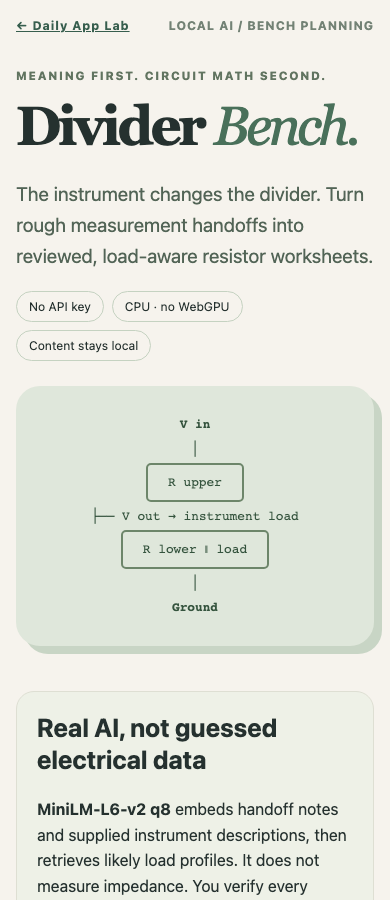 ← Daily App Lab
LOCAL AI / BENCH PLANNING
MEANING FIRST. CIRCUIT MATH SECOND.
Divider Bench.
The instrument changes the divider. Turn
rough measurement handoffs into
reviewed, load-aware resistor worksheets.
No API key
CPU · no WebGPU
Content stays local
V in
│
R upper
├── V out → instrument load
R lower ∥ load
│
Ground
Real AI, not guessed
electrical data
MiniLM-L6-v2 q8 embeds handoff notes
and supplied instrument descriptions, then
retrieves likely load profiles. It does not
measure impedance. You verify every